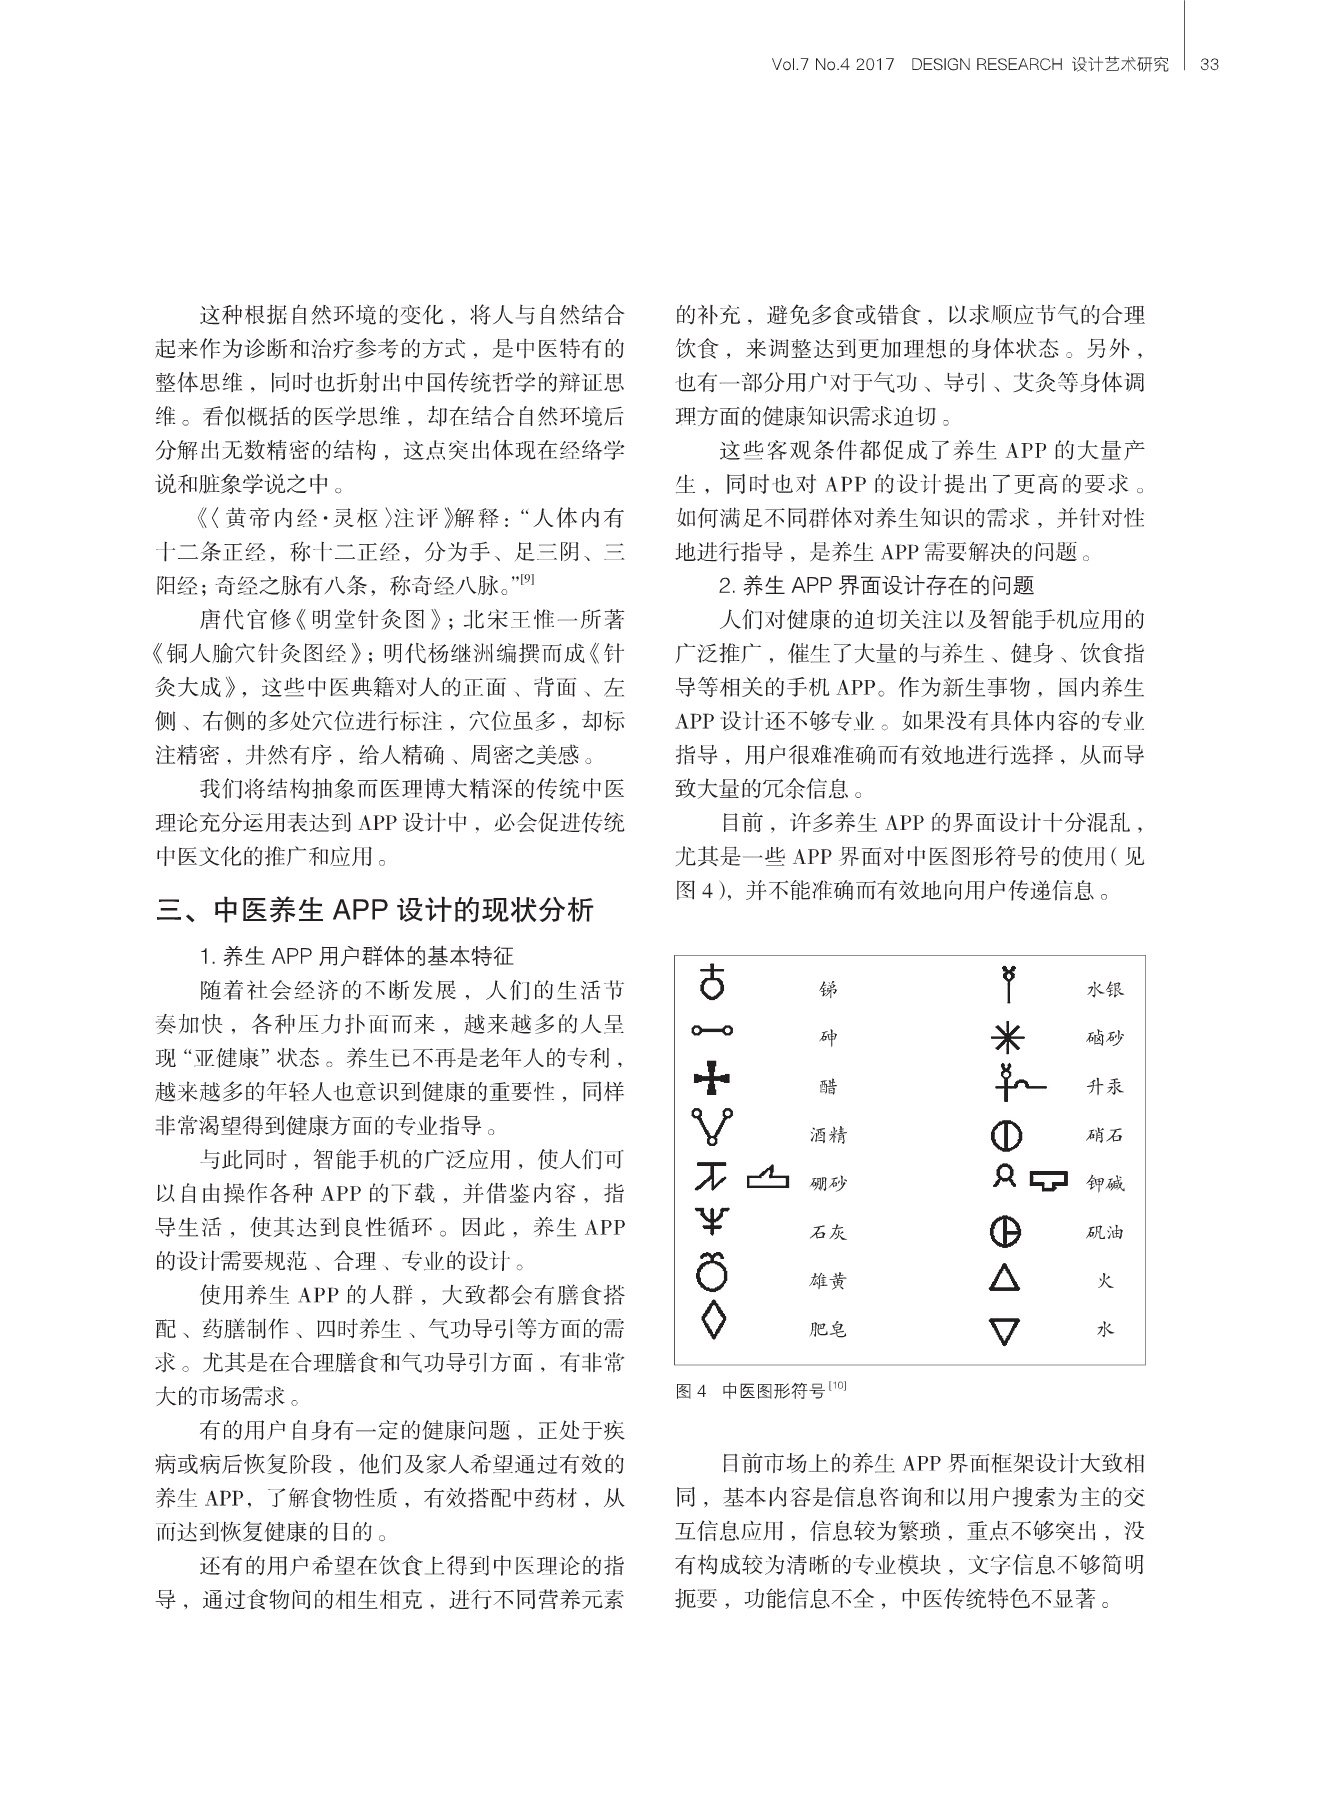 Vol.7 No.4 2017 DESIGN RESEARCH 设计艺术研究 33
这种根据自然环境的变化，将人与自然结合
起来作为诊断和治疗参考的方式，是中医特有的
整体思维，同时也折射出中国传统哲学的辩证思
维。看似概括的医学思维，却在结合自然环境后
分解出无数精密的结构，这点突出体现在经络学
说和脏象学说之中。
《〈黄帝内经·灵枢〉注评》解释：“人体内有
十二条正经，称十二正经，分为手、足三阴、三
阳经；奇经之脉有八条，称奇经八脉。”[9]
唐代官修《明堂针灸图》；北宋王惟一所著
《铜人腧穴针灸图经》；明代杨继洲编撰而成《针
灸大成》，这些中医典籍对人的正面、背面、左
侧、右侧的多处穴位进行标注，穴位虽多，却标
注精密，井然有序，给人精确、周密之美感。
我们将结构抽象而医理博大精深的传统中医
理论充分运用表达到 APP 设计中，必会促进传统
中医文化的推广和应用。
三、中医养生 APP 设计的现状分析
1. 养生 APP 用户群体的基本特征
随着社会经济的不断发展，人们的生活节
奏加快，各种压力扑面而来，越来越多的人呈
现“亚健康”状态。养生已不再是老年人的专利，
越来越多的年轻人也意识到健康的重要性，同样
非常渴望得到健康方面的专业指导。
与此同时，智能手机的广泛应用，使人们可
以自由操作各种 APP 的下载，并借鉴内容，指
导生活，使其达到良性循环。因此，养生 APP
的设计需要规范、合理、专业的设计。
使用养生 APP 的人群，大致都会有膳食搭
配、药膳制作、四时养生、气功导引等方面的需
求。尤其是在合理膳食和气功导引方面，有非常
大的市场需求。
有的用户自身有一定的健康问题，正处于疾
病或病后恢复阶段，他们及家人希望通过有效的
养生 APP，了解食物性质，有效搭配中药材，从
而达到恢复健康的目的。
还有的用户希望在饮食上得到中医理论的指
导，通过食物间的相生相克，进行不同营养元素
的补充，避免多食或错食，以求顺应节气的合理
饮食，来调整达到更加理想的身体状态。另外，
也有一部分用户对于气功、导引、艾灸等身体调
理方面的健康知识需求迫切。
这些客观条件都促成了养生 APP 的大量产
生，同时也对 APP 的设计提出了更高的要求。
如何满足不同群体对养生知识的需求，并针对性
地进行指导，是养生 APP 需要解决的问题。
2. 养生 APP 界面设计存在的问题
人们对健康的迫切关注以及智能手机应用的
广泛推广，催生了大量的与养生、健身、饮食指
导等相关的手机 APP。作为新生事物，国内养生
APP 设计还不够专业。如果没有具体内容的专业
指导，用户很难准确而有效地进行选择，从而导
致大量的冗余信息。
目前，许多养生 APP 的界面设计十分混乱，
尤其是一些 APP 界面对中医图形符号的使用（见
图 4），并不能准确而有效地向用户传递信息。
锑 水银
砷 硇砂
醋 升汞
酒精 硝石
硼砂 钾碱
石灰 矾油
雄黄 火
肥皂 水
图 4 中医图形符号[10]
目前市场上的养生 APP 界面框架设计大致相
同，基本内容是信息咨询和以用户搜索为主的交
互信息应用，信息较为繁琐，重点不够突出，没
有构成较为清晰的专业模块，文字信息不够简明
扼要，功能信息不全，中医传统特色不显著。